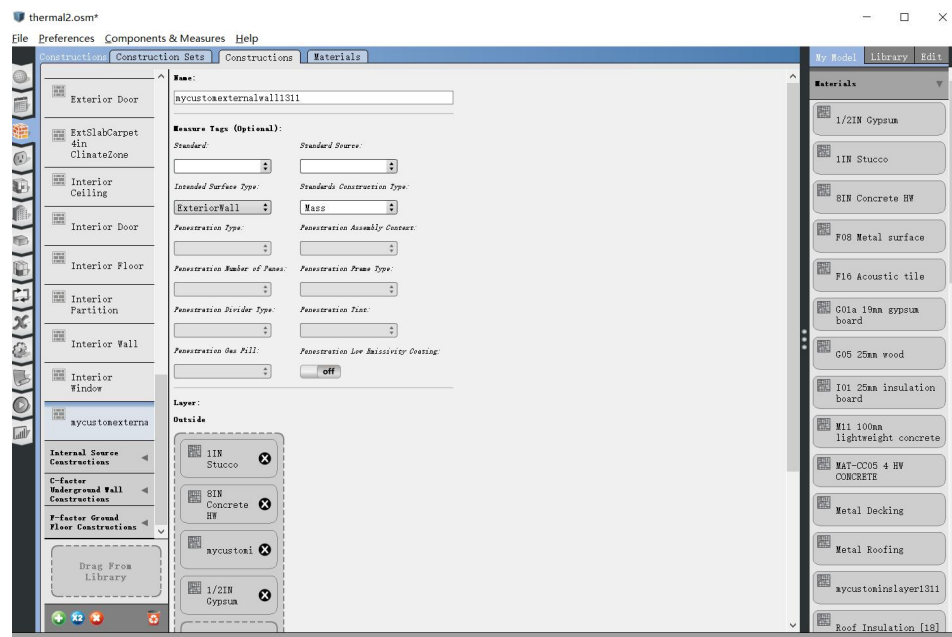 thermal2.osm*
File Preferences Components & Measures Help
Constructions Construction Sets Constructions Materials
My Model Library Edit
Exterior Door
ExtSlabCarpet
4in
ClimateZone
Interior
Ceiling
Interior Door
Interior Floor
Interior
Partition
Interior Wall
Interior
Window
mycustomexterna
Internal Source
Constructions
C-factor
Underground Wall
Constructions
F-factor Ground
Floor Constructions
Drag From
Library
X2
Name:
mycustomexternalwall1311
Measure Tags (Optional):
Standard: Standard Source:
Intended Surface Type: Standards Construction Type:
ExteriorWall Mass
Fenestration Type: Fenestration Assembly Context:
Fenestration Number of Panes: Fenestration Frame Type:
Fenestration Divider Type: Fenestration Tint:
Fenestration Gas Fill: Fenestration Low Emissivity Coating:
off
Layer:
Outside
1IN
Stucco
8IN
Concrete
HW
mycustomi
1/2IN
Gypsum
Materials
1/2IN Gypsum
1IN Stucco
8IN Concrete HW
F08 Metal surface
F16 Acoustic tile
G01a 19mm gypsum
board
G05 25mm wood
I01 25mm insulation
board
M11 100mm
lightweight concrete
MAT-CC05 4 HW
CONCRETE
Metal Decking
Metal Roofing
mycustominslayer1311
Roof Insulation [18]